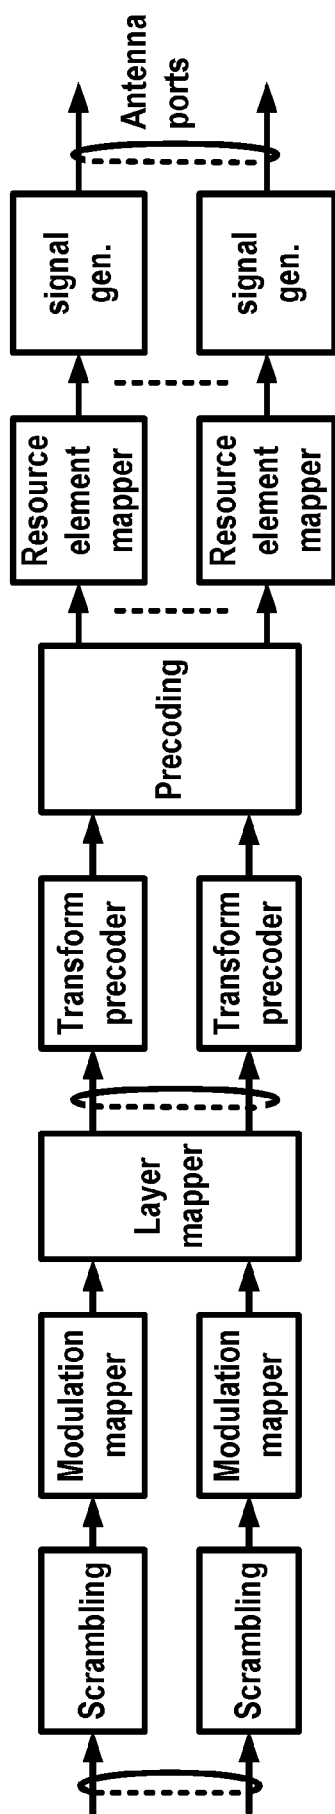 Scrambling
Scrambling
Modulation
mapper
Modulation
mapper
Layer
mapper
Transform
precoder
Transform
precoder
Precoding
Resource
element
mapper
Resource
element
mapper
signal
gen.
signal
gen.
Antenna
ports